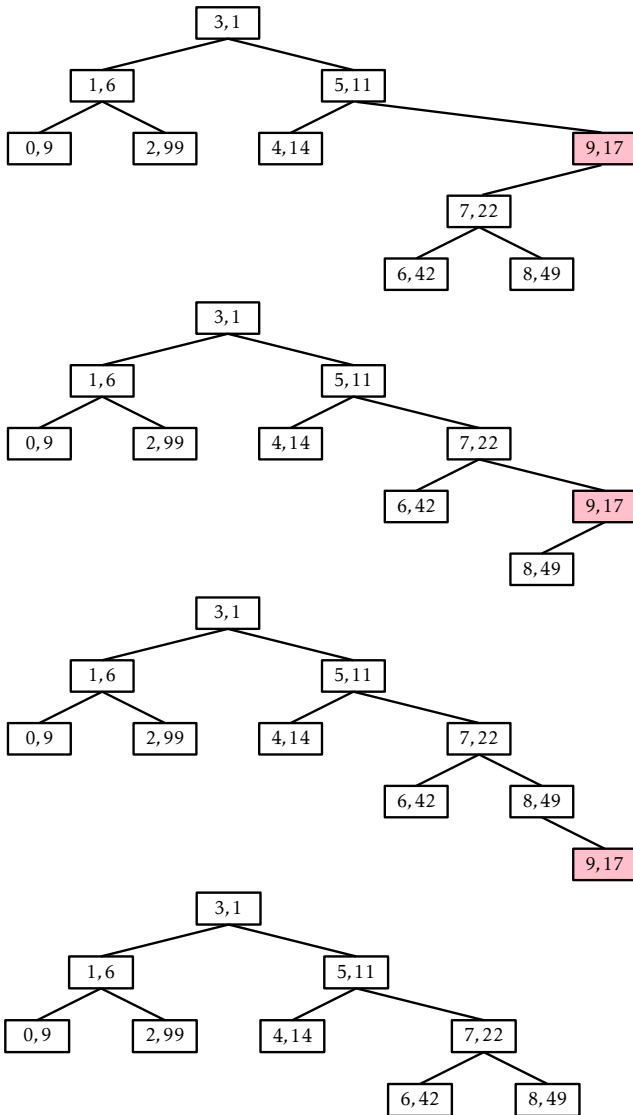 3, 1
1, 6 5, 11
0, 9 2, 99 4, 14 9, 17
7, 22
6, 42 8, 49
3, 1
1, 6 5, 11
0, 9 2, 99 4, 14 7, 22
6, 42 9, 17
8, 49
3, 1
1, 6 5, 11
0, 9 2, 99 4, 14 7, 22
6, 42 8, 49
9, 17
3, 1
1, 6 5, 11
0, 9 2, 99 4, 14 7, 22
6, 42 8, 49